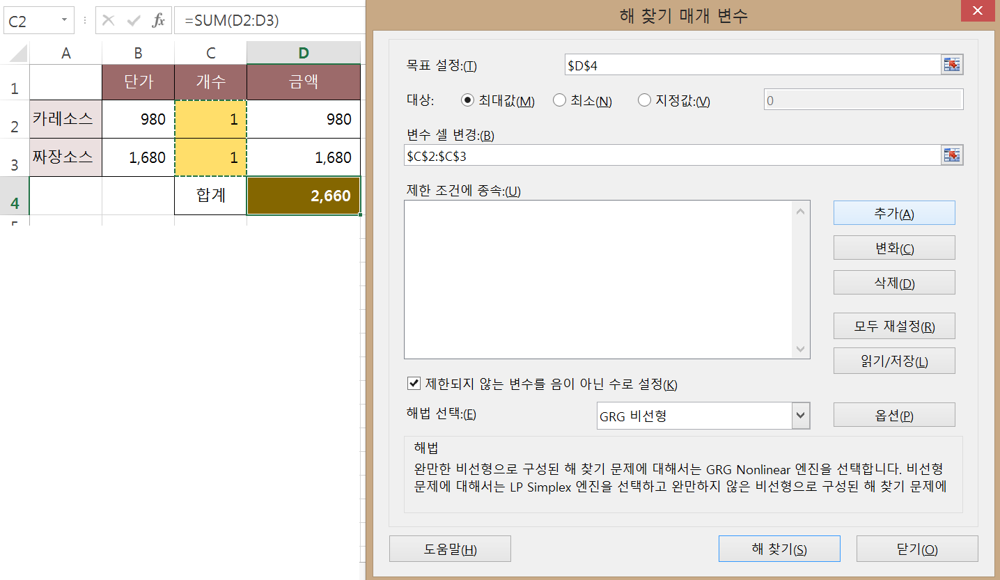 C2 fx =SUM(D2:D3)
A B C D
1 단가 개수 금액
2 카레소스 980 1 980
3 짜장소스 1,680 1 1,680
4 합계 2,660
해 찾기 매개 변수
목표 설정:(T) $D$4
대상: 최대값(M) 최소(N) 지정값:(V) 0
변수 셀 변경:(B)
$C$2:$C$3
제한 조건에 종속:(U)
추가(A)
변화(C)
삭제(D)
모두 재설정(R)
읽기/저장(L)
제한되지 않는 변수를 음이 아닌 수로 설정(K)
해법 선택:(E) GRG 비선형 옵션(P)
해법
완만한 비선형으로 구성된 해 찾기 문제에 대해서는 GRG Nonlinear 엔진을 선택합니다. 비선형
문제에 대해서는 LP Simplex 엔진을 선택하고 완만하지 않은 비선형으로 구성된 해 찾기 문제에
도움말(H) 해 찾기(S) 닫기(O)